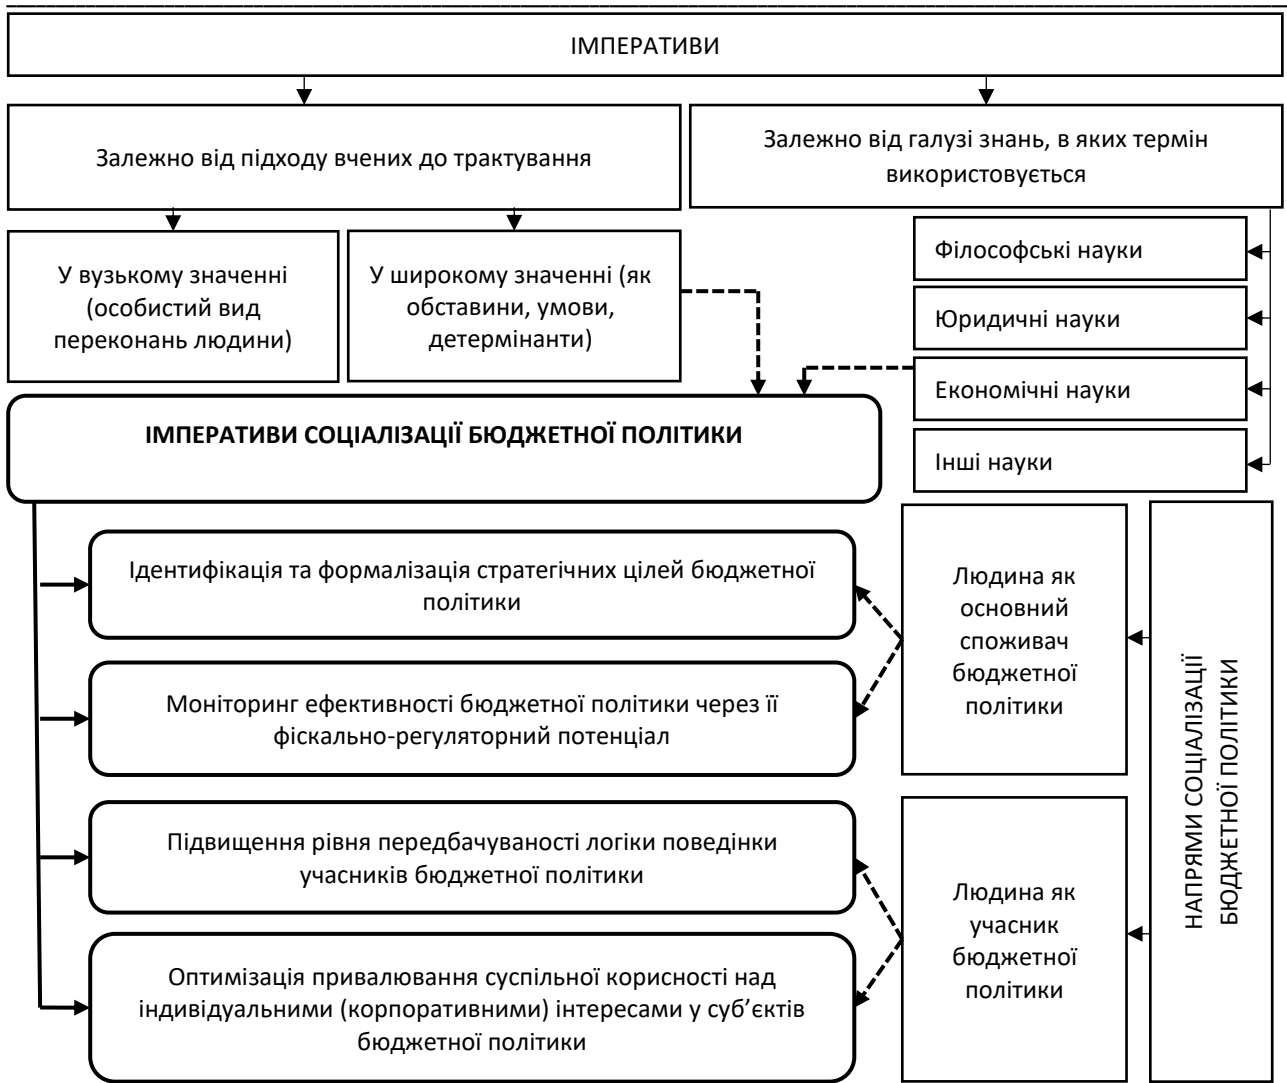 ІМПЕРАТИВИ
Залежно від підходу вчених до трактування
Залежно від галузі знань, в яких термін
використовується
У вузькому значенні
(особистий вид
переконань людини)
У широкому значенні (як
обставини, умови,
детермінанти)
Філософські науки
Юридичні науки
Економічні науки
Інші науки
ІМПЕРАТИВИ СОЦІАЛІЗАЦІЇ БЮДЖЕТНОЇ ПОЛІТИКИ
Ідентифікація та формалізація стратегічних цілей бюджетної
політики
Моніторинг ефективності бюджетної політики через її
фіскально-регуляторний потенціал
Підвищення рівня передбачуваності логіки поведінки
учасників бюджетної політики
Оптимізація привалювання суспільної корисності над
індивідуальними (корпоративними) інтересами у суб’єктів
бюджетної політики
Людина як
основний
споживач
бюджетної
політики
Людина як
учасник
бюджетної
політики
НАПРЯМИ СОЦІАЛІЗАЦІЇ
БЮДЖЕТНОЇ ПОЛІТИКИ